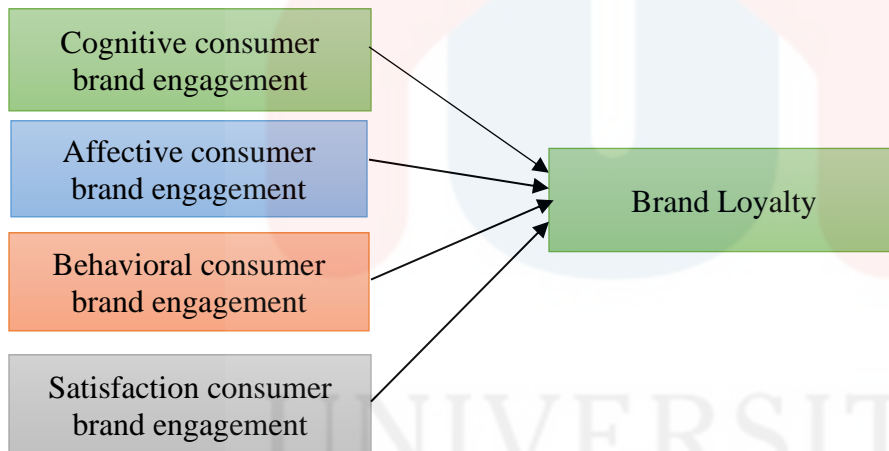 Cognitive consumer
brand engagement
Affective consumer
brand engagement
Brand Loyalty
Behavioral consumer
brand engagement
Satisfaction consumer
brand engagement
UNIVERSIT